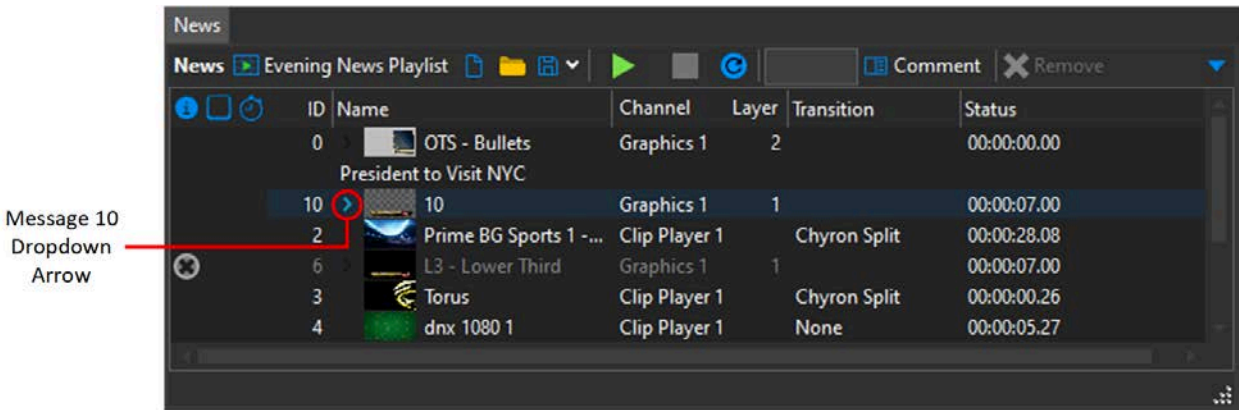 News
News Evening News Playlist Comment Remove
ID Name Channel Layer Transition Status
0 OTS - Bullets Graphics 1 2 00:00:00.00
President to Visit NYC
10 10 Graphics 1 1 00:00:07.00
2 Prime BG Sports 1 -... Clip Player 1 Chyron Split 00:00:28.08
6 L3 - Lower Third Graphics 1 1 00:00:07.00
3 Torus Clip Player 1 Chyron Split 00:00:00.26
4 dnx 1080 1 Clip Player 1 None 00:00:05.27
Message 10
Dropdown
Arrow